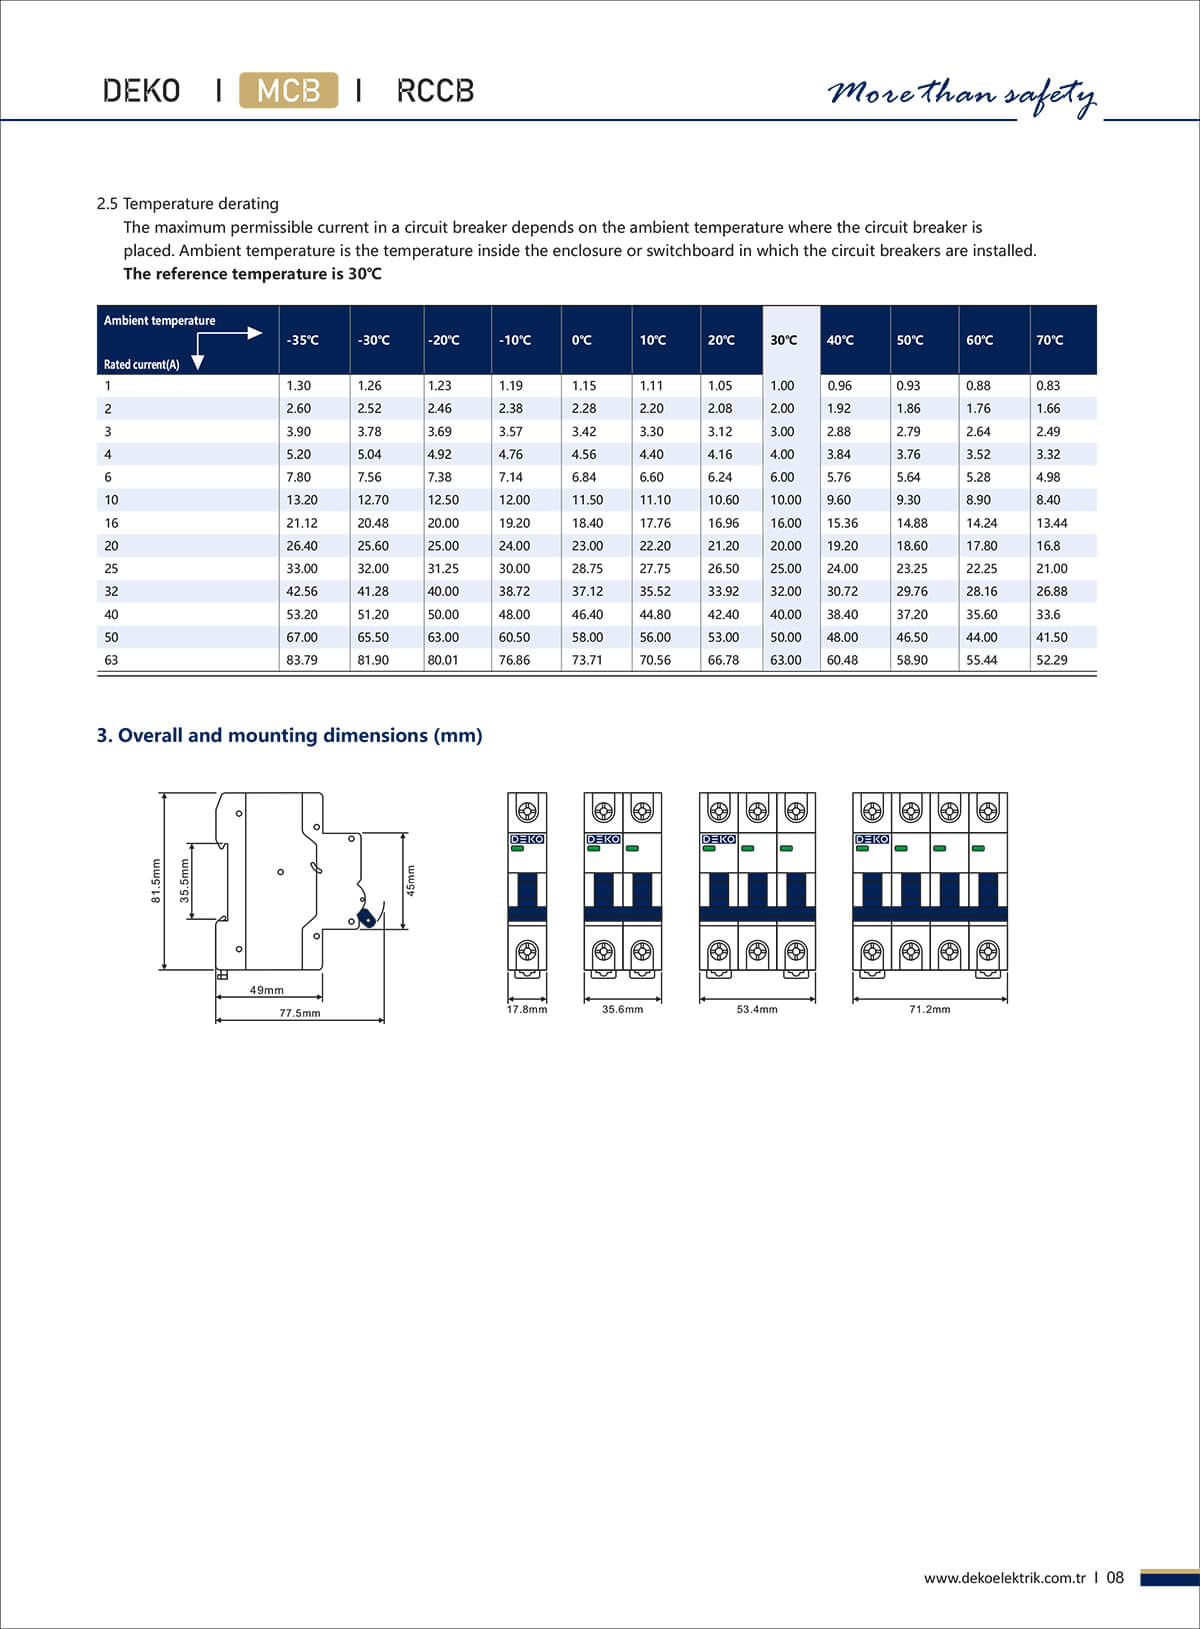 DEKO | MCB | RCCB
More than safety
2.5 Temperature derating
The maximum permissible current in a circuit breaker depends on the ambient temperature where the circuit breaker is
placed. Ambient temperature is the temperature inside the enclosure or switchboard in which the circuit breakers are installed.
The reference temperature is 30℃
Ambient temperature
Rated current(A)
-35℃ -30℃ -20℃ -10℃ 0℃ 10℃ 20℃ 30℃ 40℃ 50℃ 60℃ 70℃
1 1.30 1.26 1.23 1.19 1.15 1.11 1.05 1.00 0.96 0.93 0.88 0.83
2 2.60 2.52 2.46 2.38 2.28 2.20 2.08 2.00 1.92 1.86 1.76 1.66
3 3.90 3.78 3.69 3.57 3.42 3.30 3.12 3.00 2.88 2.79 2.64 2.49
4 5.20 5.04 4.92 4.76 4.56 4.40 4.16 4.00 3.84 3.76 3.52 3.32
6 7.80 7.56 7.38 7.14 6.84 6.60 6.24 6.00 5.76 5.64 5.28 4.98
10 13.20 12.70 12.50 12.00 11.50 11.10 10.60 10.00 9.60 9.30 8.90 8.40
16 21.12 20.48 20.00 19.20 18.40 17.76 16.96 16.00 15.36 14.88 14.24 13.44
20 26.40 25.60 25.00 24.00 23.00 22.20 21.20 20.00 19.20 18.60 17.80 16.8
25 33.00 32.00 31.25 30.00 28.75 27.75 26.50 25.00 24.00 23.25 22.25 21.00
32 42.56 41.28 40.00 38.72 37.12 35.52 33.92 32.00 30.72 29.76 28.16 26.88
40 53.20 51.20 50.00 48.00 46.40 44.80 42.40 40.00 38.40 37.20 35.60 33.6
50 67.00 65.50 63.00 60.50 58.00 56.00 53.00 50.00 48.00 46.50 44.00 41.50
63 83.79 81.90 80.01 76.86 73.71 70.56 66.78 63.00 60.48 58.90 55.44 52.29
3. Overall and mounting dimensions (mm)
81.5mm
35.5mm
45mm
49mm
77.5mm
DEKO DEKO DEKO DEKO
17.8mm 35.6mm 53.4mm 71.2mm
www.dekoelektrik.com.tr | 08